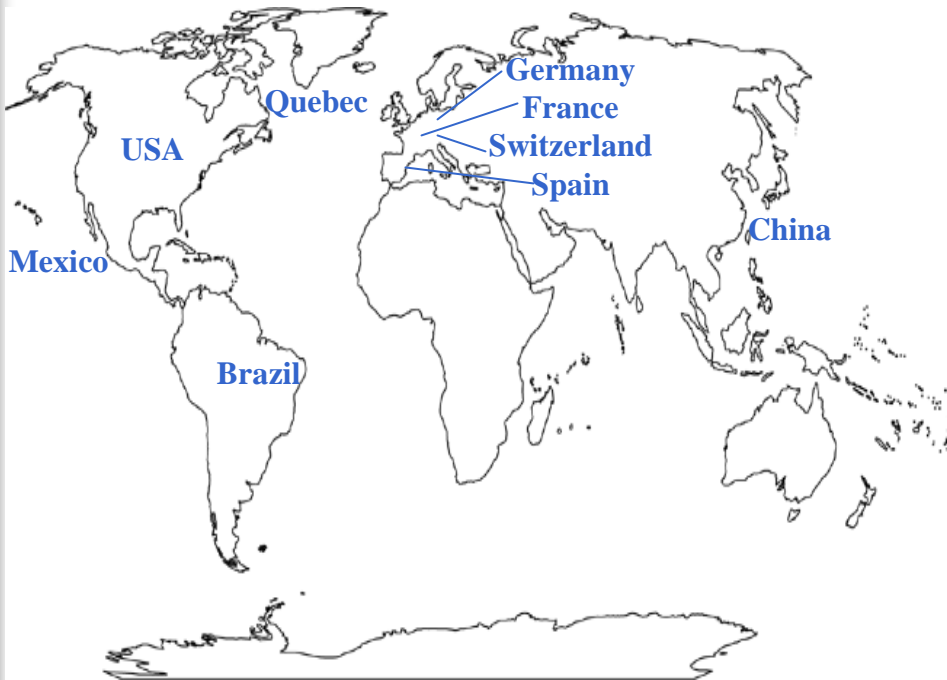 Germany
Quebec
France
USA
Switzerland
Spain
China
Mexico
Brazil